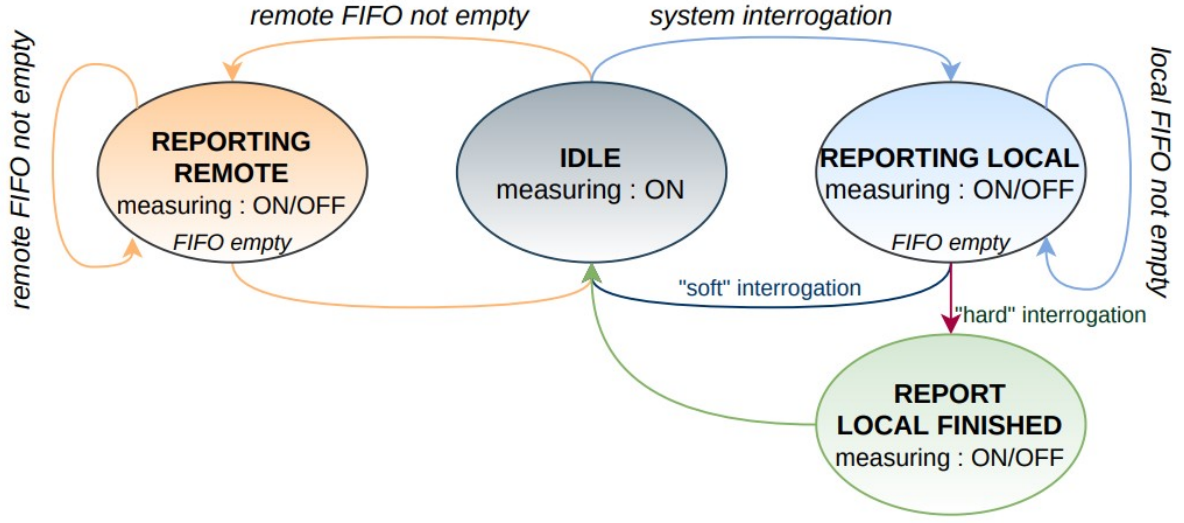 remote FIFO not empty
system interrogation
remote FIFO not empty
REPORTING
REMOTE
measuring : ON/OFF
FIFO empty
IDLE
measuring : ON
REPORTING LOCAL
measuring : ON/OFF
FIFO empty
local FIFO not empty
"soft" interrogation
"hard" interrogation
REPORT
LOCAL FINISHED
measuring : ON/OFF